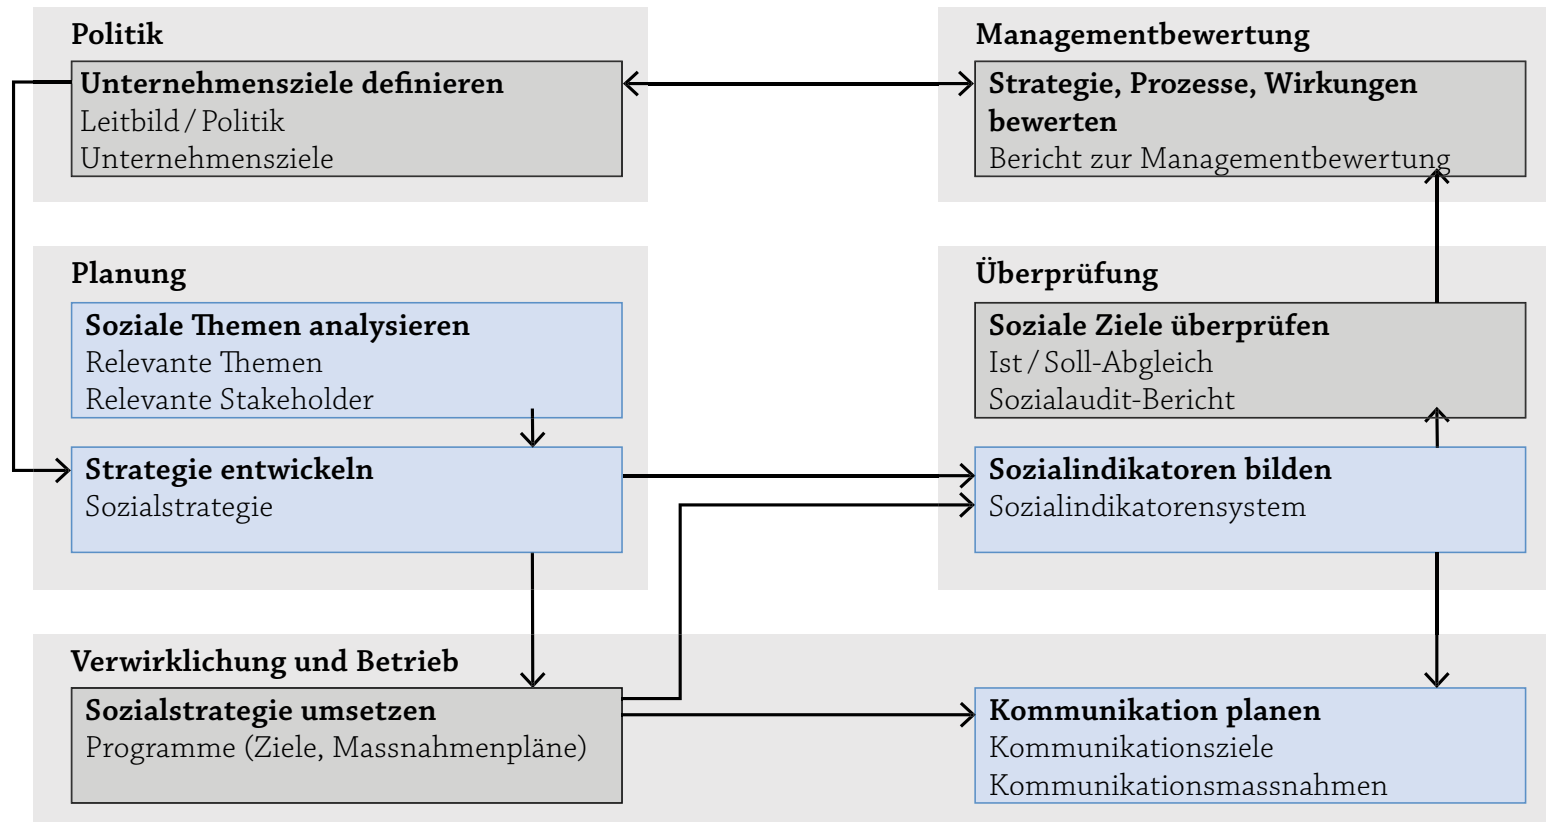 Politik
Unternehmensziele definieren
Leitbild / Politik
Unternehmensziele
Managementbewertung
Strategie, Prozesse, Wirkungen
bewerten
Bericht zur Managementbewertung
Planung
Soziale Themen analysieren
Relevante Themen
Relevante Stakeholder
Strategie entwickeln
Sozialstrategie
Überprüfung
Soziale Ziele überprüfen
Ist / Soll-Abgleich
Sozialaudit-Bericht
Sozialindikatoren bilden
Sozialindikatorensystem
Verwirklichung und Betrieb
Sozialstrategie umsetzen
Programme (Ziele, Massnahmenpläne)
Kommunikation planen
Kommunikationsziele
Kommunikationsmassnahmen